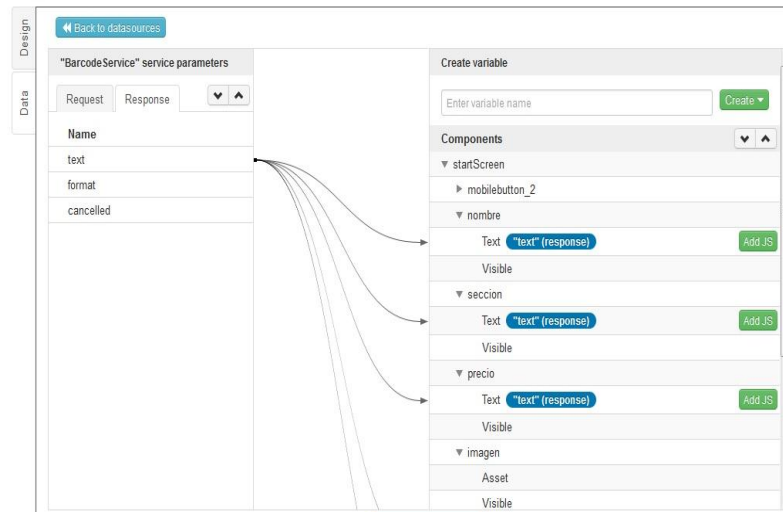 Design
Data
Back to datasources
"BarcodeService" service parameters
Request Response
Name
text
format
cancelled
Create variable
Enter variable name
Create
Components
startScreen
mobilebutton_2
nombre
Text "text" (response) Add JS
Visible
seccion
Text "text" (response) Add JS
Visible
precio
Text "text" (response) Add JS
Visible
imagen
Asset
Visible